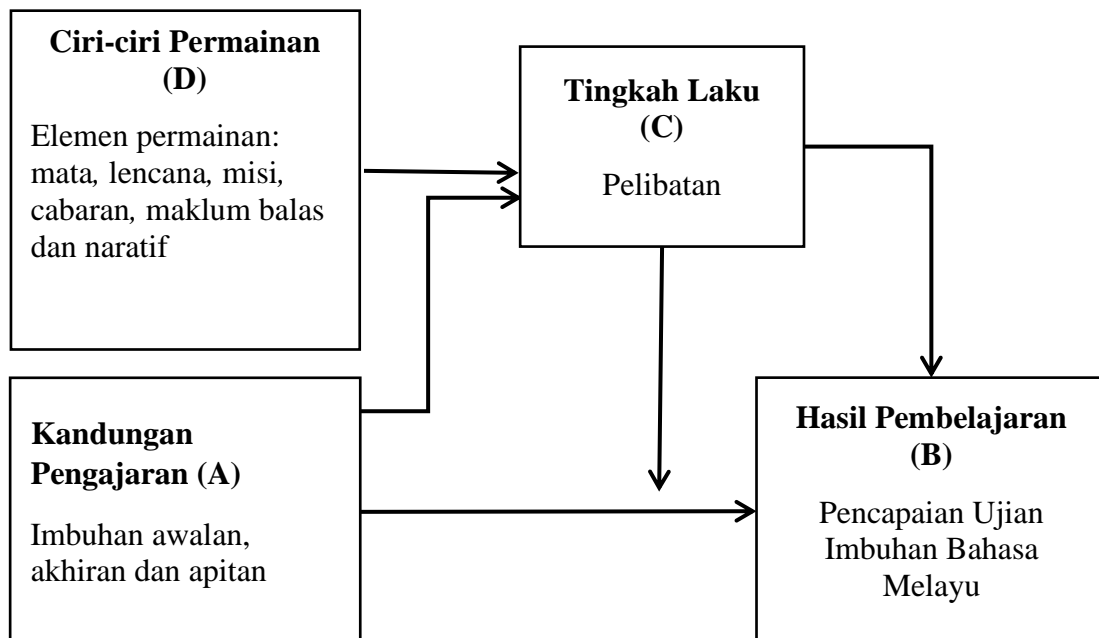 Ciri-ciri Permainan
(D)
Elemen permainan:
mata, lencana, misi,
cabaran, maklum balas
dan naratif
Tingkah Laku
(C)
Pelibatan
Kandungan
Pengajaran (A)
Imbuhan awalan,
akhiran dan apitan
Hasil Pembelajaran
(B)
Pencapaian Ujian
Imbuhan Bahasa
Melayu